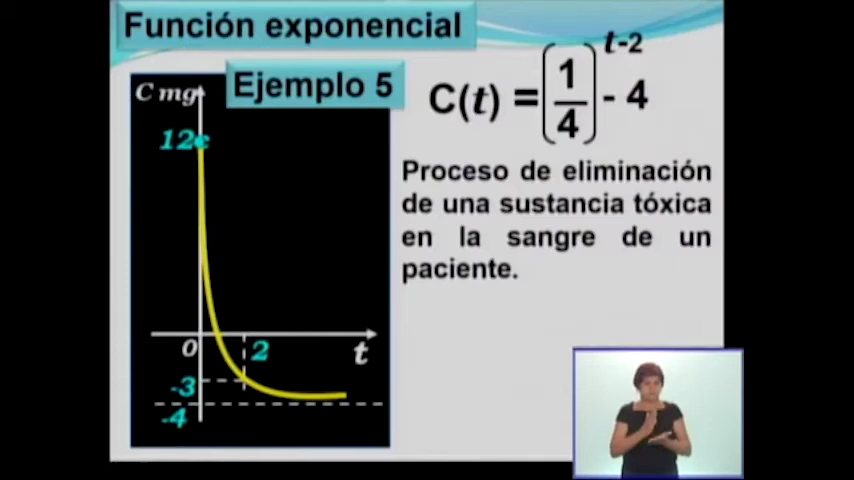 Función exponencial
Ejemplo 5
C(t) = (1/4)^(t-2) - 4
Proceso de eliminación
de una sustancia tóxica
en la sangre de un
paciente.
C mg
12
0
2
t
-3
-4